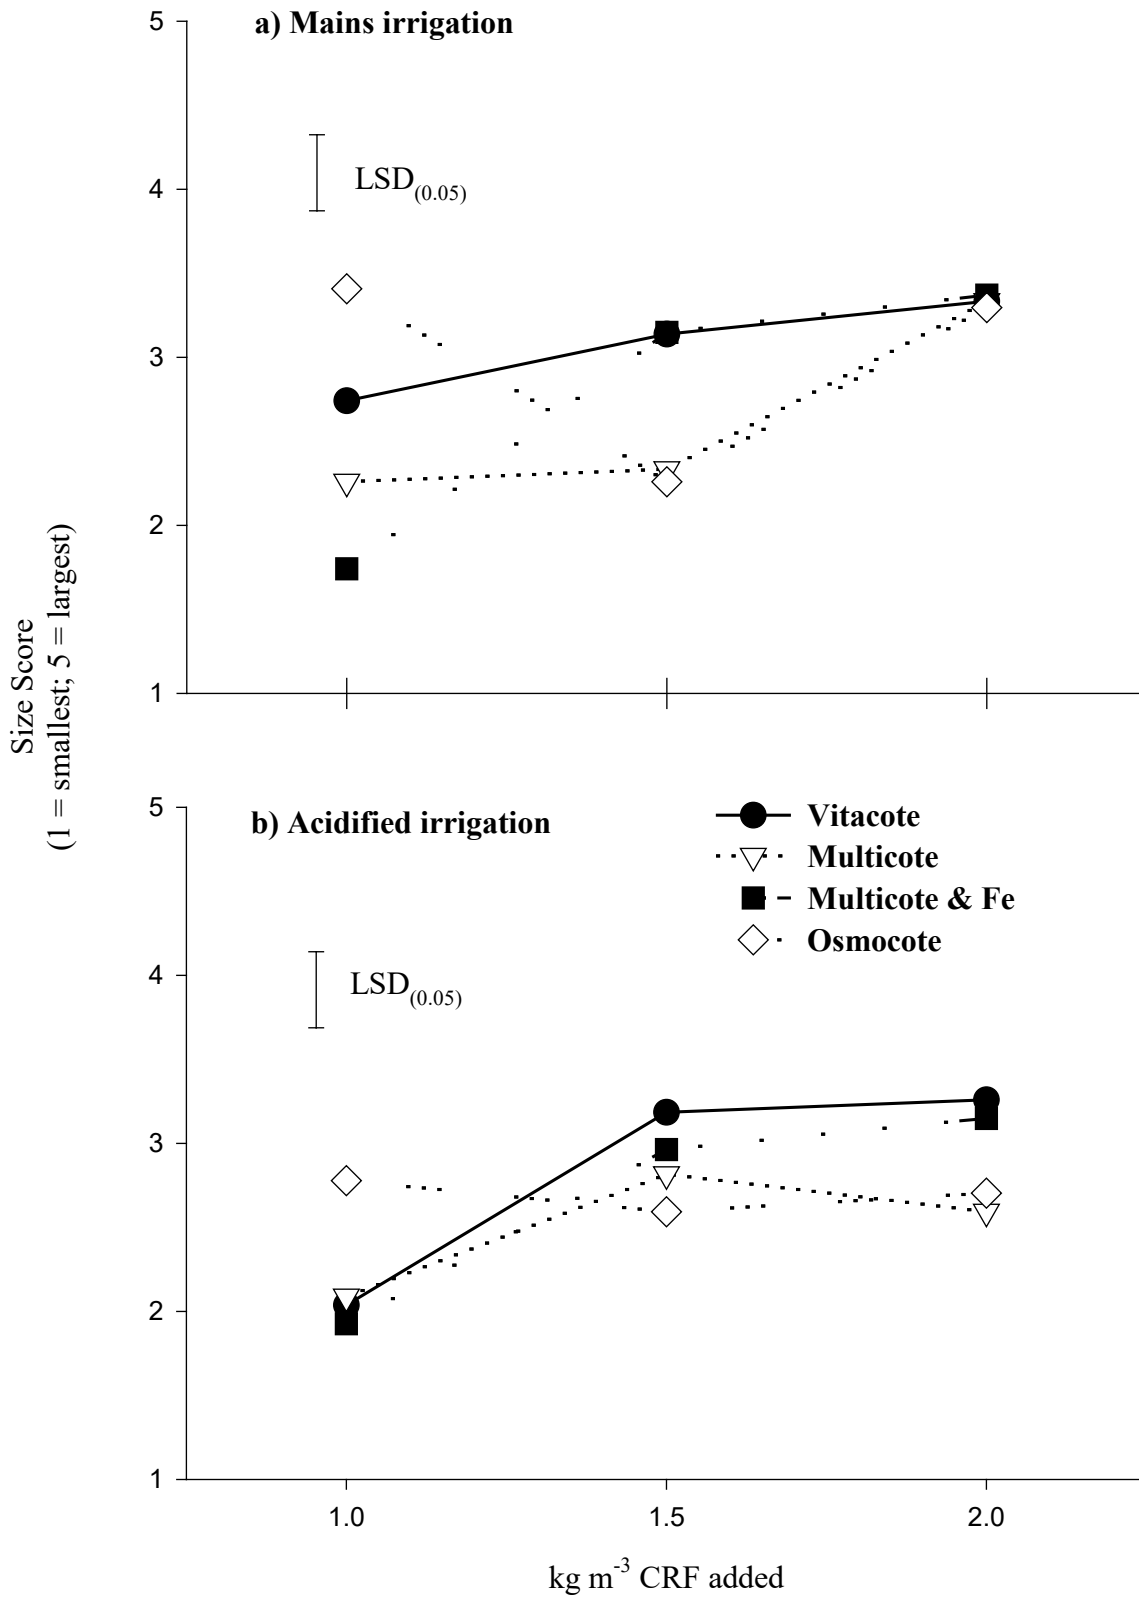 5
a) Mains irrigation
4
LSD(0.05)
3
2
1
Size Score
(1 = smallest; 5 = largest)
5
b) Acidified irrigation
Vitacote
Multicote
Multicote & Fe
Osmocote
4
LSD(0.05)
3
2
1
1.0 1.5 2.0
kg m-3 CRF added